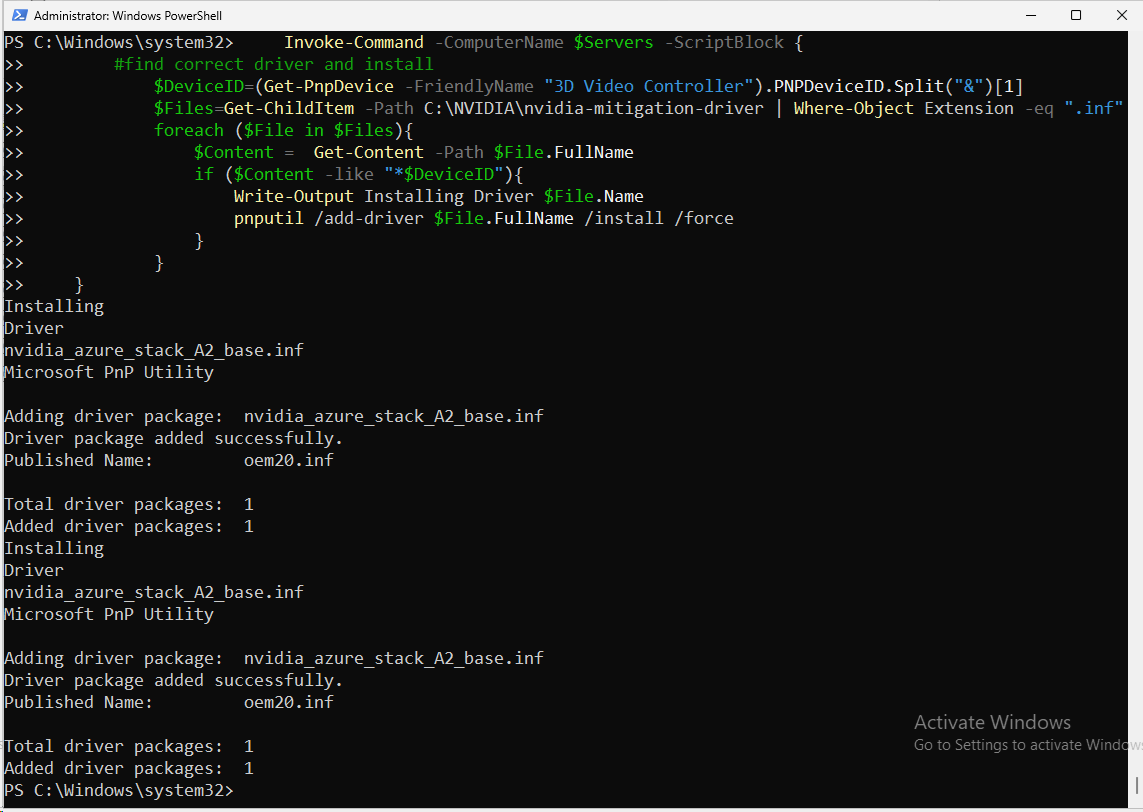 Administrator: Windows PowerShell
PS C:\Windows\system32>     Invoke-Command -ComputerName $Servers -ScriptBlock {
>>         #find correct driver and install
>>             $DeviceID=(Get-PnpDevice -FriendlyName "3D Video Controller").PNPDeviceID.Split("&")[1]
>>             $Files=Get-ChildItem -Path C:\NVIDIA\nvidia-mitigation-driver | Where-Object Extension -eq ".inf"
>>             foreach ($File in $Files){
>>                 $Content =  Get-Content -Path $File.FullName
>>                 if ($Content -like "*$DeviceID"){
>>                     Write-Output Installing Driver $File.Name
>>                     pnputil /add-driver $File.FullName /install /force
>>                 }
>>             }
>>     }
Installing
Driver
nvidia_azure_stack_A2_base.inf
Microsoft PnP Utility
Adding driver package:  nvidia_azure_stack_A2_base.inf
Driver package added successfully.
Published Name:         oem20.inf
Total driver packages:  1
Added driver packages:  1
Installing
Driver
nvidia_azure_stack_A2_base.inf
Microsoft PnP Utility
Adding driver package:  nvidia_azure_stack_A2_base.inf
Driver package added successfully.
Published Name:         oem20.inf
Activate Windows
Go to Settings to activate Windows
Total driver packages:  1
Added driver packages:  1
PS C:\Windows\system32>